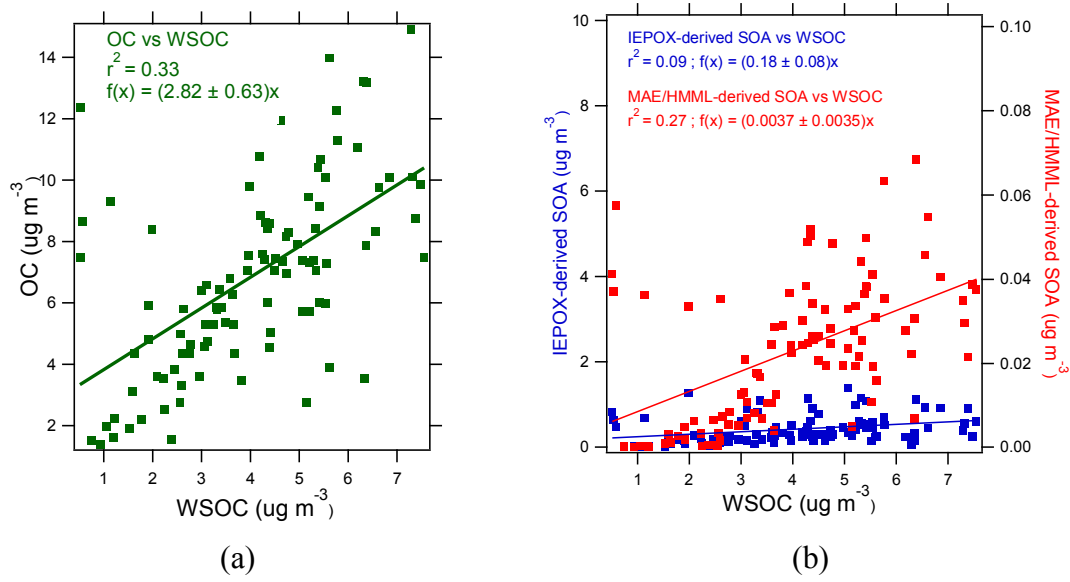 OC vs WSOC
r² = 0.33
f(x) = (2.82 ± 0.63)x
14
12
10
8
6
4
2
OC (ug m⁻³)
1 2 3 4 5 6 7
WSOC (ug m⁻³)
(a)
IEPOX-derived SOA vs WSOC
r² = 0.09 ; f(x) = (0.18 ± 0.08)x
MAE/HMML-derived SOA vs WSOC
r² = 0.27 ; f(x) = (0.0037 ± 0.0035)x
10
8
6
4
2
0
IEPOX-derived SOA (ug m⁻³)
0.10
0.08
0.06
0.04
0.02
0.00
MAE/HMML-derived SOA (ug m⁻³)
0 1 2 3 4 5 6 7
WSOC (ug m⁻³)
(b)